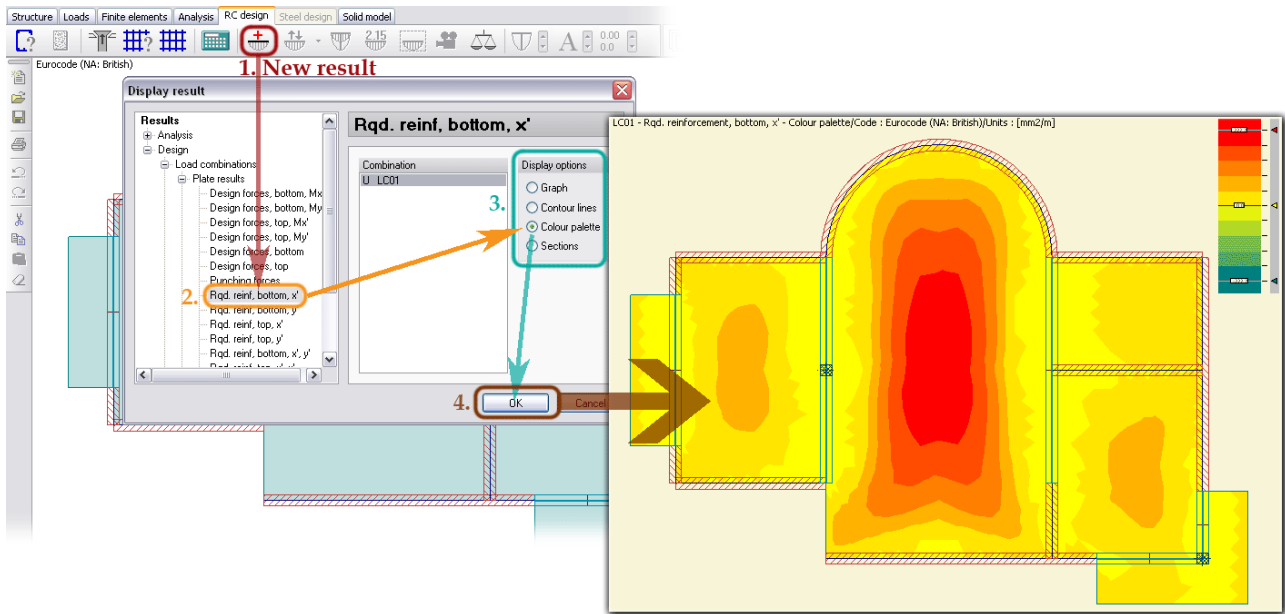 Structure Loads Finite elements Analysis RC design Steel design Solid model
2.15
A
0.00
0.0
Eurocode (NA: British)
1. New result
Display result
Results
Analysis
Design
Load combinations
Plate results
Design forces, bottom, Mx
Design forces, bottom, My
Design forces, top, Mx'
Design forces, top, My'
Design forces, bottom
Design forces, top
Punching forces
2.
Rqd. reinf, bottom, x'
Rqd. reinf, bottom, y'
Rqd. reinf, top, x'
Rqd. reinf, top, y'
Rqd. reinf, bottom, x', y'
Rqd. reinf, bottom, x'
Combination
U LC01
3.
Display options
Graph
Contour lines
Colour palette
Sections
4.
OK
Cancel
LC01 - Rqd. reinforcement, bottom, x' - Colour palette/Code : Eurocode (NA: British)/Units : [mm2/m]